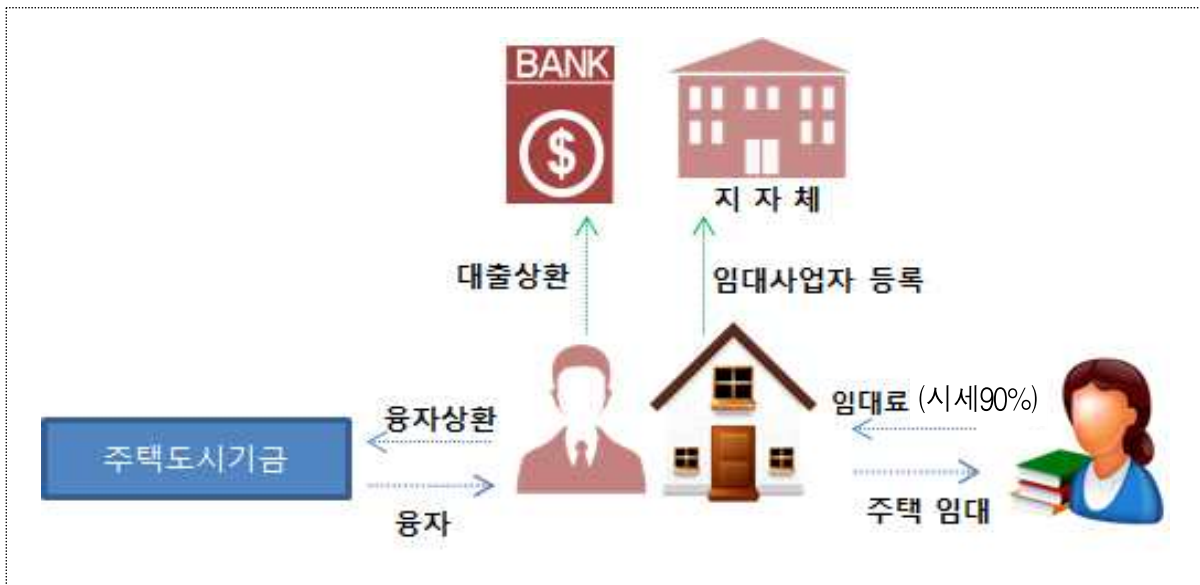 BANK
$
지 자 체
대출상환
임대사업자 등록
융자상환
임대료 (시세90%)
주택도시기금
융자
주택 임대